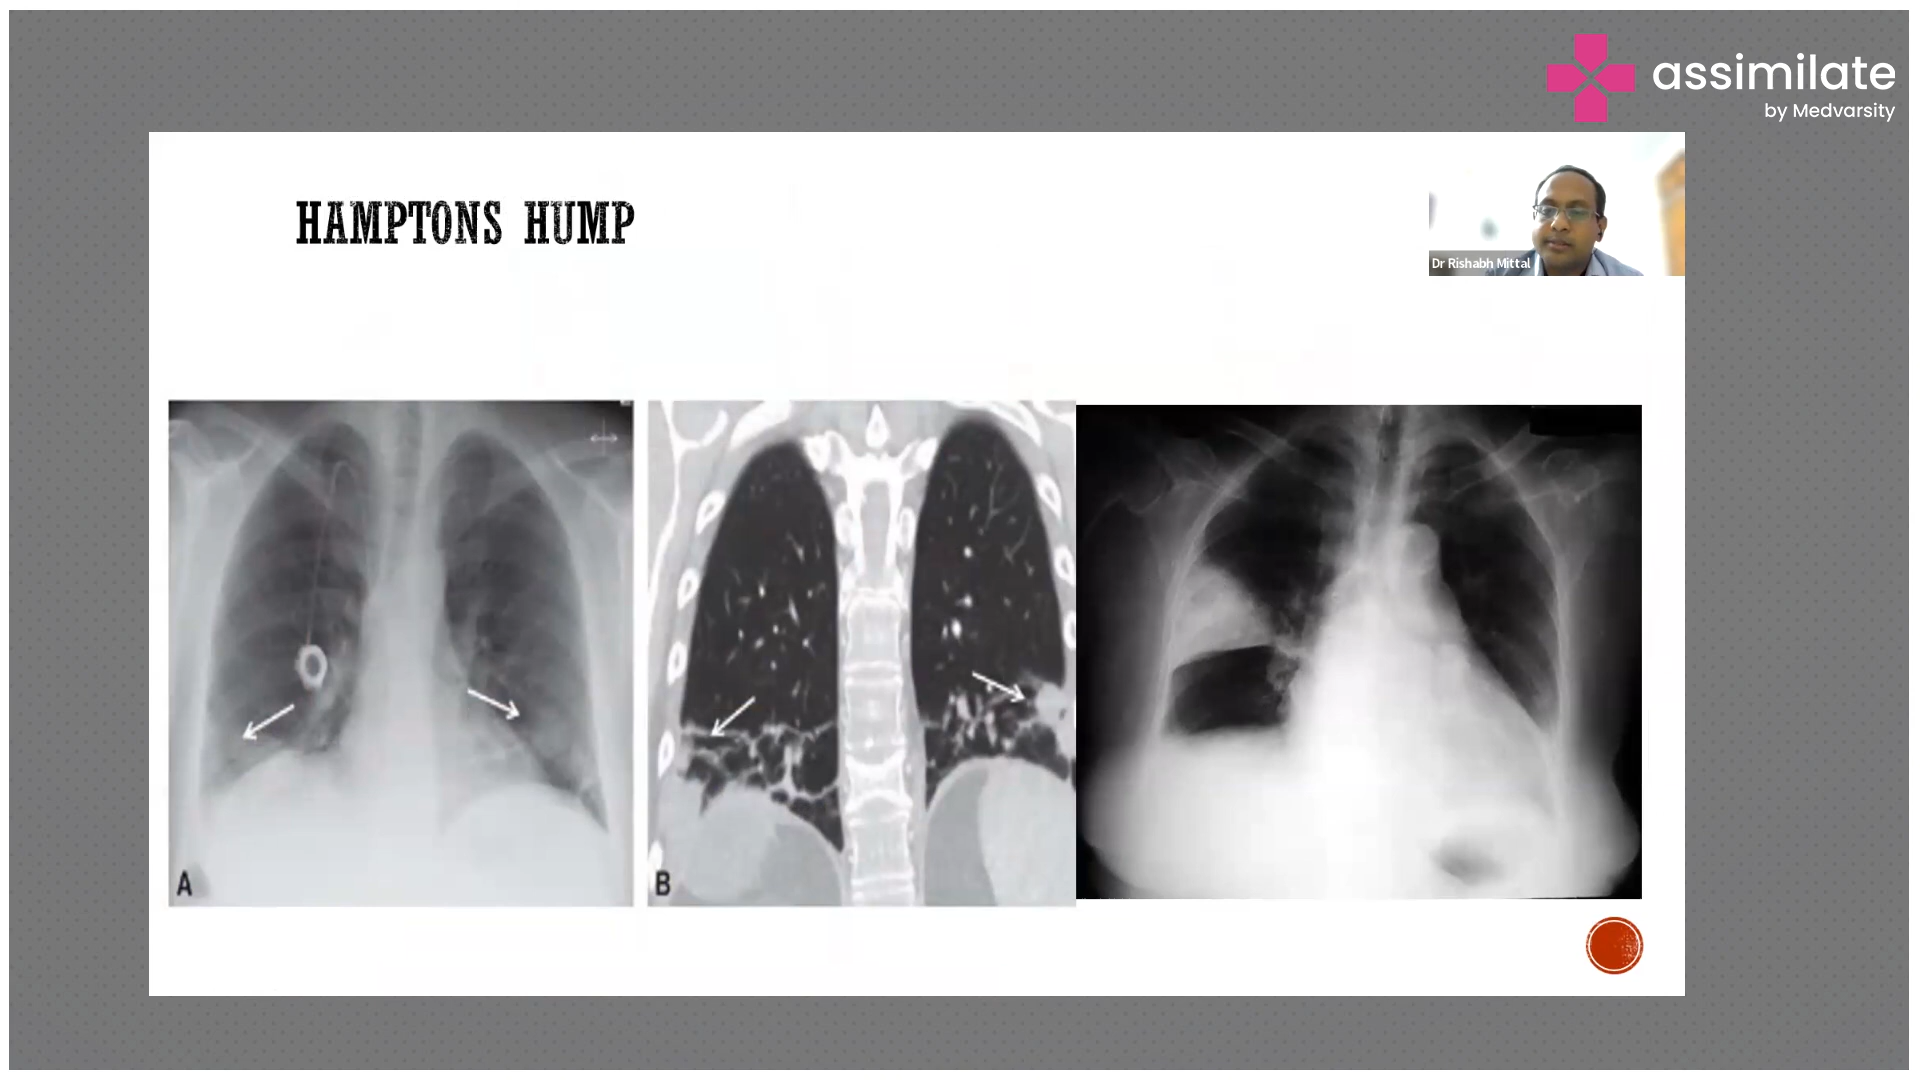 assimilate
by Medvarsity
HAMPTONS HUMP
Dr Rishabh Mittal
A
B